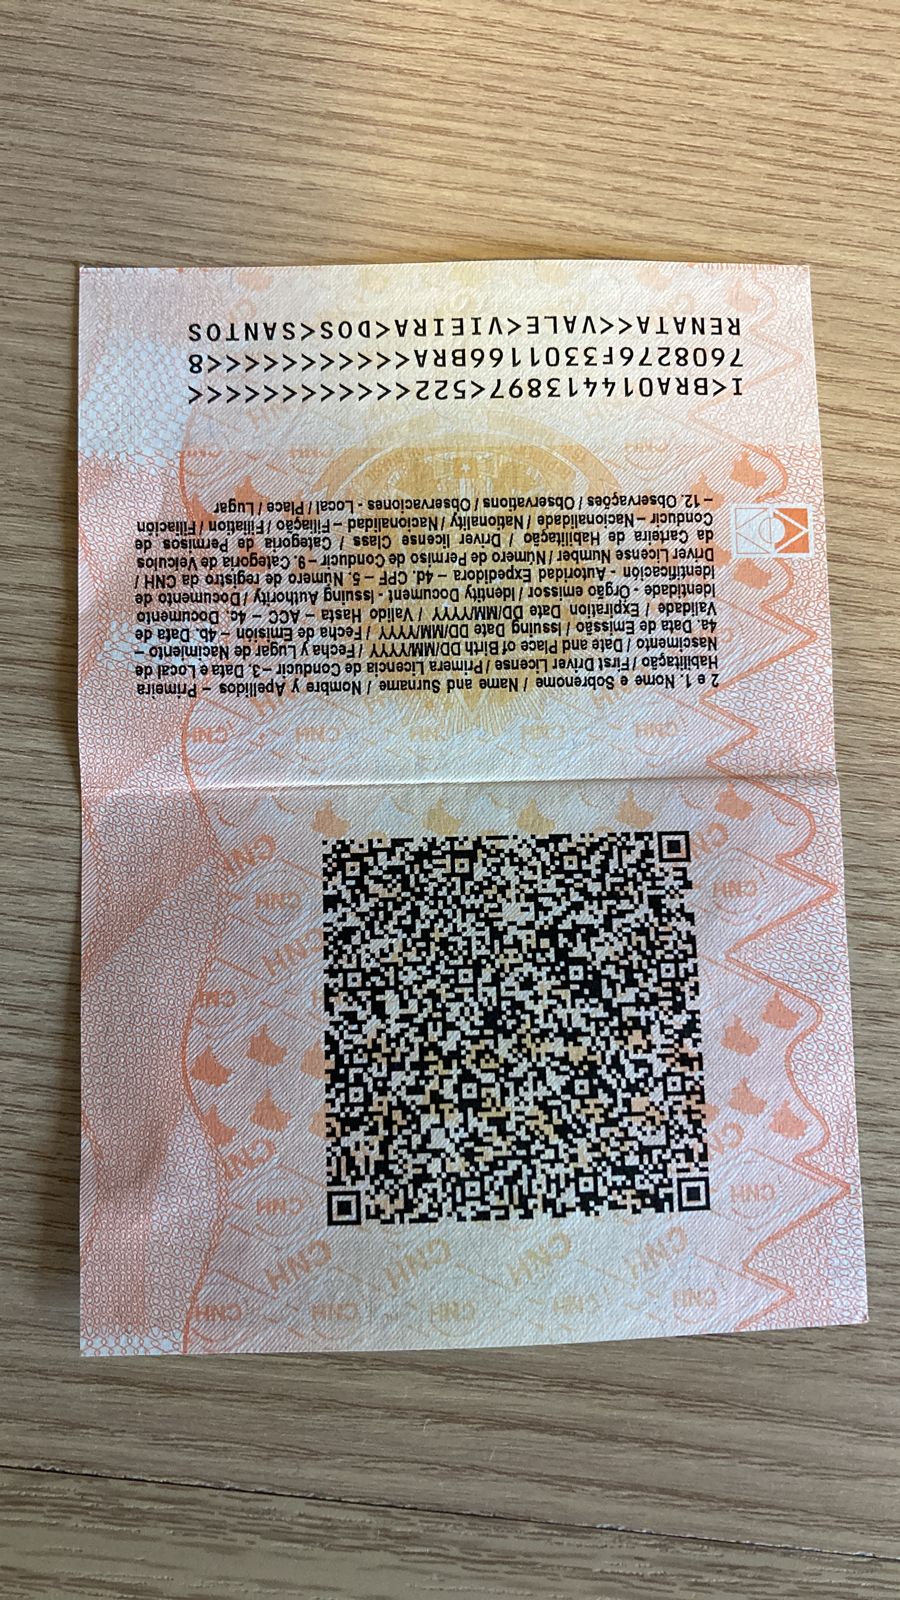 2 e 1. Nome e Sobrenome / Name and Surname / Nombre y Apellidos – Primeira
Habilitação / First Driver License / Primera Licencia de Conducir – 3. Data e Local de
Nascimento / Date and Place of Birth DD/MM/YYYY / Fecha y Lugar de Nacimiento –
4a. Data de Emissão / Issuing Date DD/MM/YYYY / Fecha de Emisión – 4b. Data de
Validade / Expiration Date DD/MM/YYYY / Válido Hasta – ACC – 4c. Documento
Identidade - Órgão emissor / Identity Document - Issuing Authority / Documento de
Identificación - Autoridad Expedidora – 4d. CPF – 5. Número de registro da CNH /
Driver License Number / Número de Permiso de Conducir – 9. Categoria de Veículos
da Carteira de Habilitação / Driver license Class / Categoría de Permisos de
Conducir – Nacionalidade / Nationality / Nacionalidad – Filiação / Filiation / Filiación
– 12. Observações / Observations / Observaciones - Local / Place / Lugar
I<BRA014413897<522<<<<<<<<<<<<
7608276F3301166BRA<<<<<<<<<<<8
RENATA<<VALE<VIEIRA<DOS<SANTOS
CNH